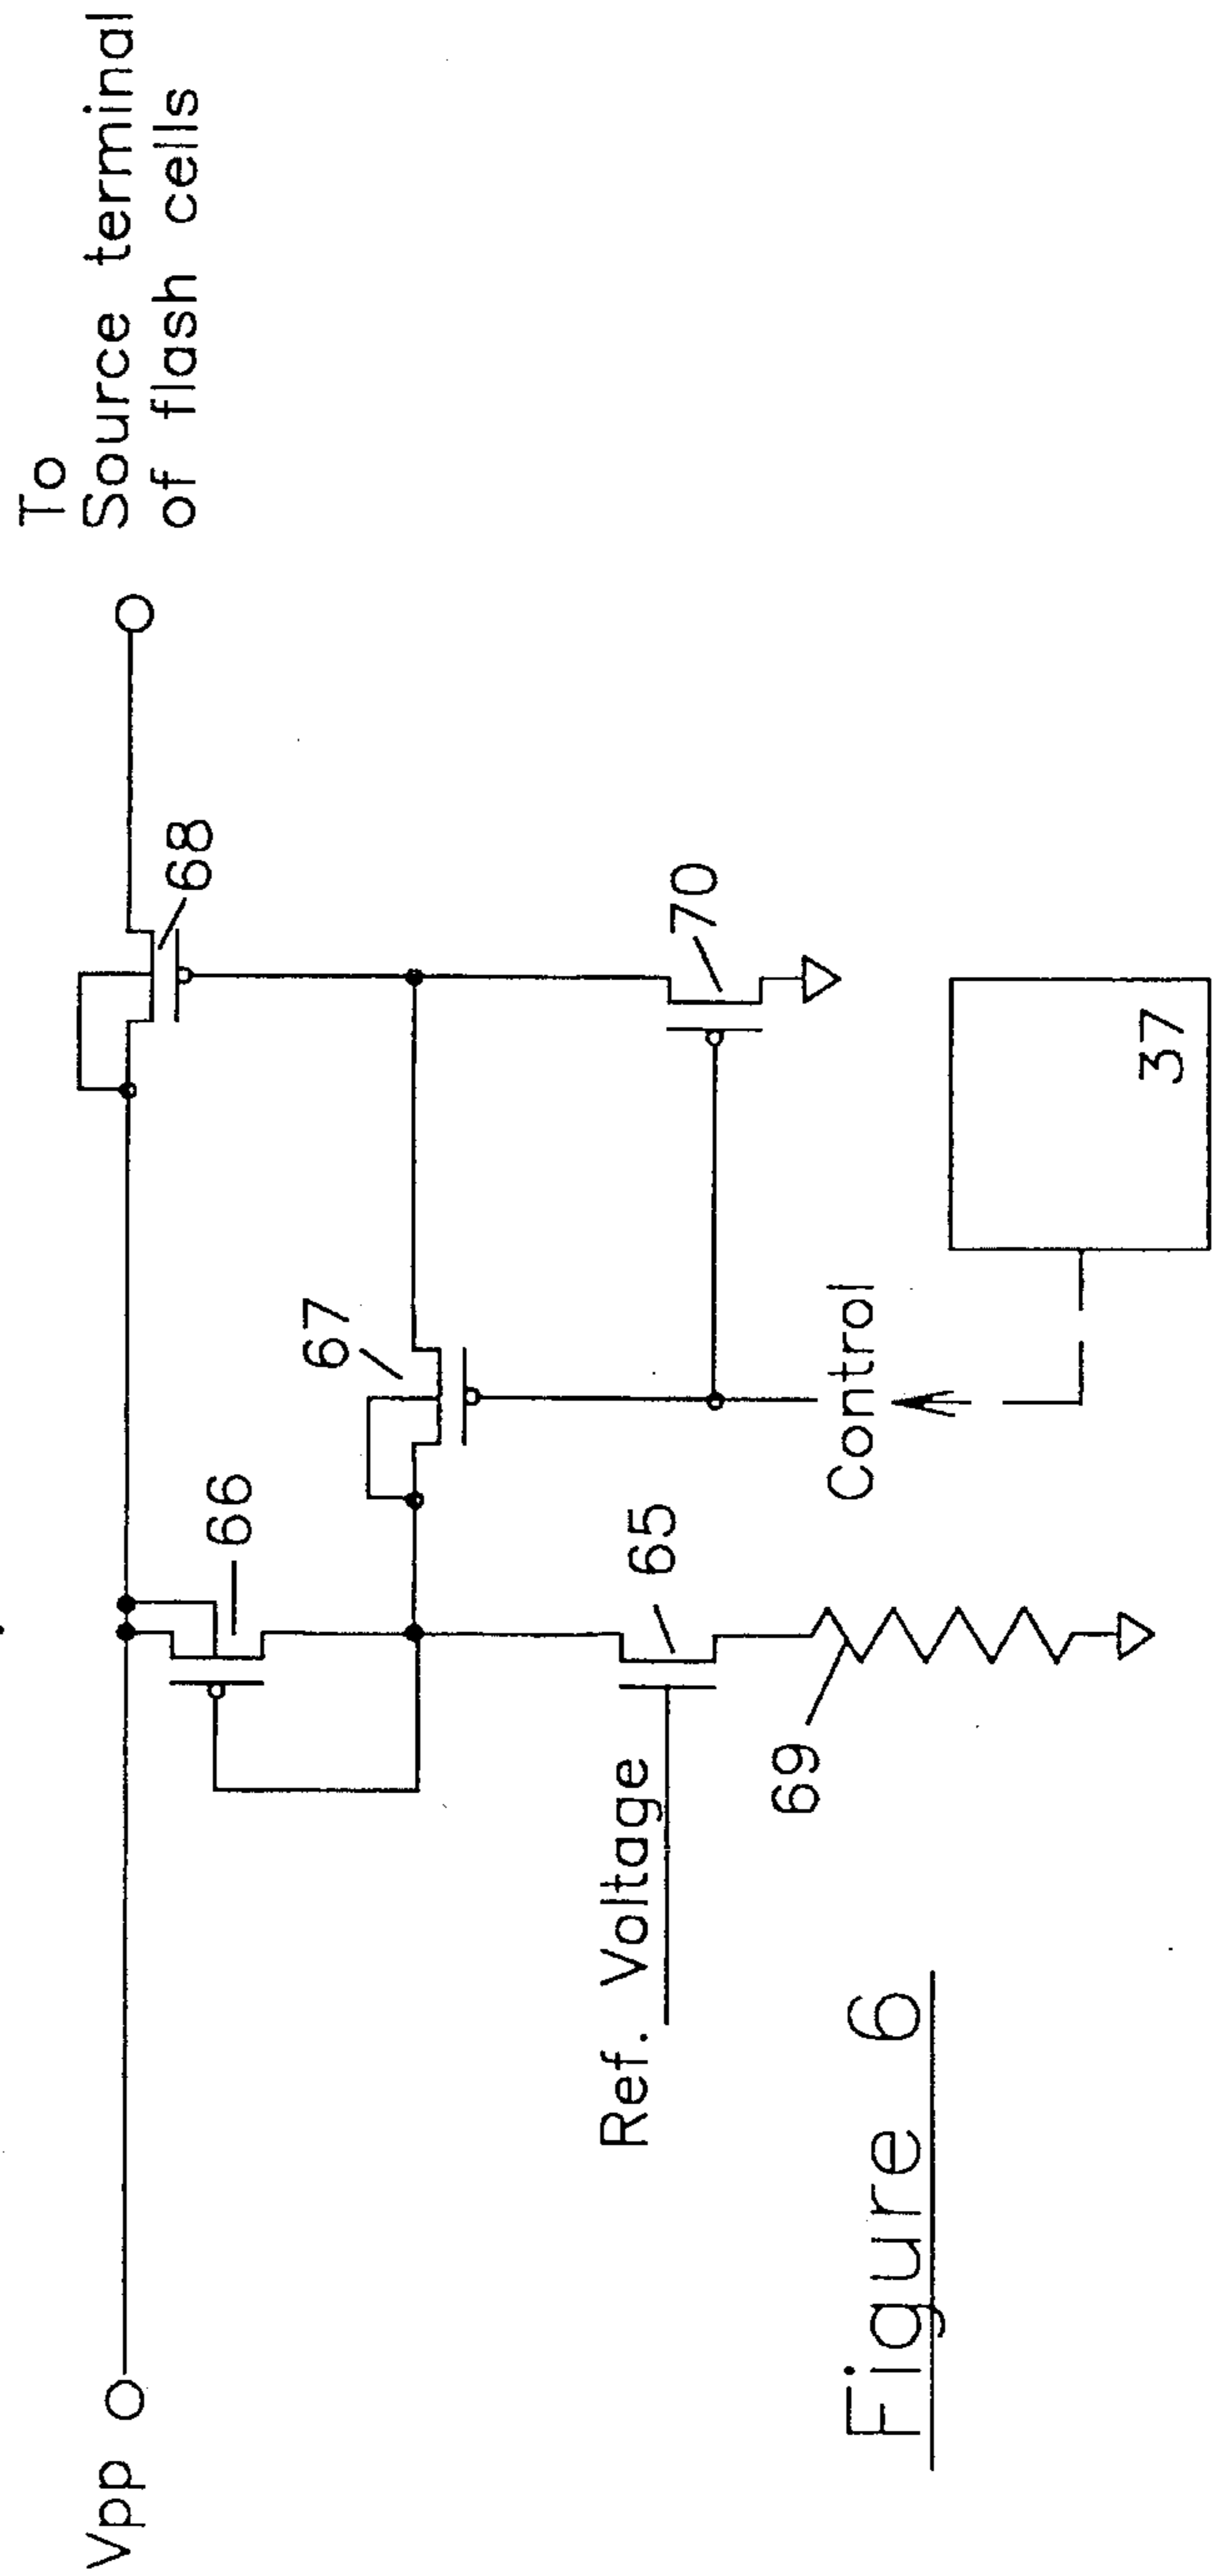 To
Source terminal
of flash cells
Vpp
66
67
68
Ref. Voltage
65
70
69
Control
37
Figure 6